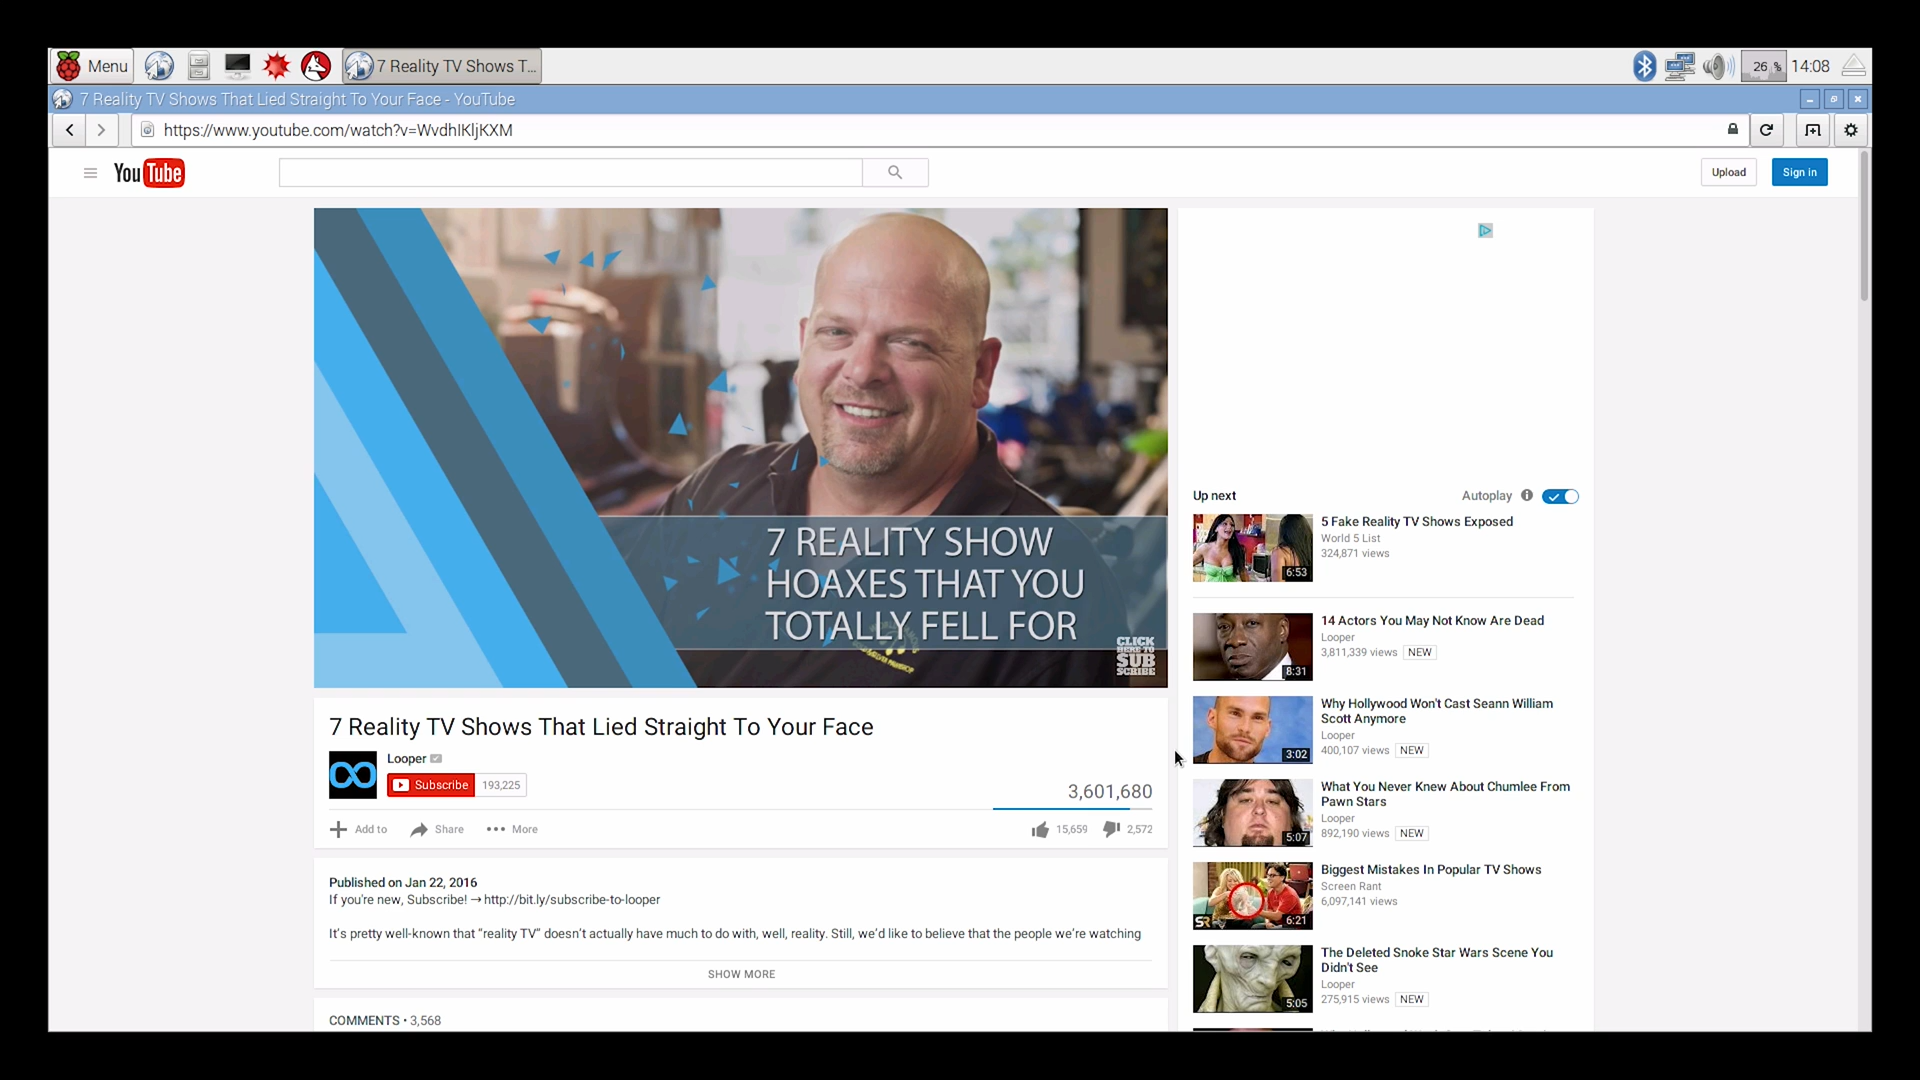 Menu
7 Reality TV Shows T...
26 %
14:08
7 Reality TV Shows That Lied Straight To Your Face - YouTube
https://www.youtube.com/watch?v=WvdhIKljKXM
YouTube
Upload
Sign in
7 REALITY SHOW
HOAXES THAT YOU
TOTALLY FELL FOR
CLICK
HERE TO
SUB
SCRIBE
7 Reality TV Shows That Lied Straight To Your Face
Looper
Subscribe 193,225
3,601,680
Add to
Share
More
15,659
2,572
Published on Jan 22, 2016
If you're new, Subscribe! → http://bit.ly/subscribe-to-looper
It's pretty well-known that “reality TV” doesn't actually have much to do with, well, reality. Still, we'd like to believe that the people we're watching
SHOW MORE
COMMENTS • 3,568
Up next
Autoplay
5 Fake Reality TV Shows Exposed
World 5 List
324,871 views
6:53
14 Actors You May Not Know Are Dead
Looper
3,811,339 views NEW
8:31
Why Hollywood Won't Cast Seann William
Scott Anymore
Looper
400,107 views NEW
3:02
What You Never Knew About Chumlee From
Pawn Stars
Looper
892,190 views NEW
5:07
Biggest Mistakes In Popular TV Shows
Screen Rant
6,097,141 views
SR
6:21
The Deleted Snoke Star Wars Scene You
Didn't See
Looper
275,915 views NEW
5:05